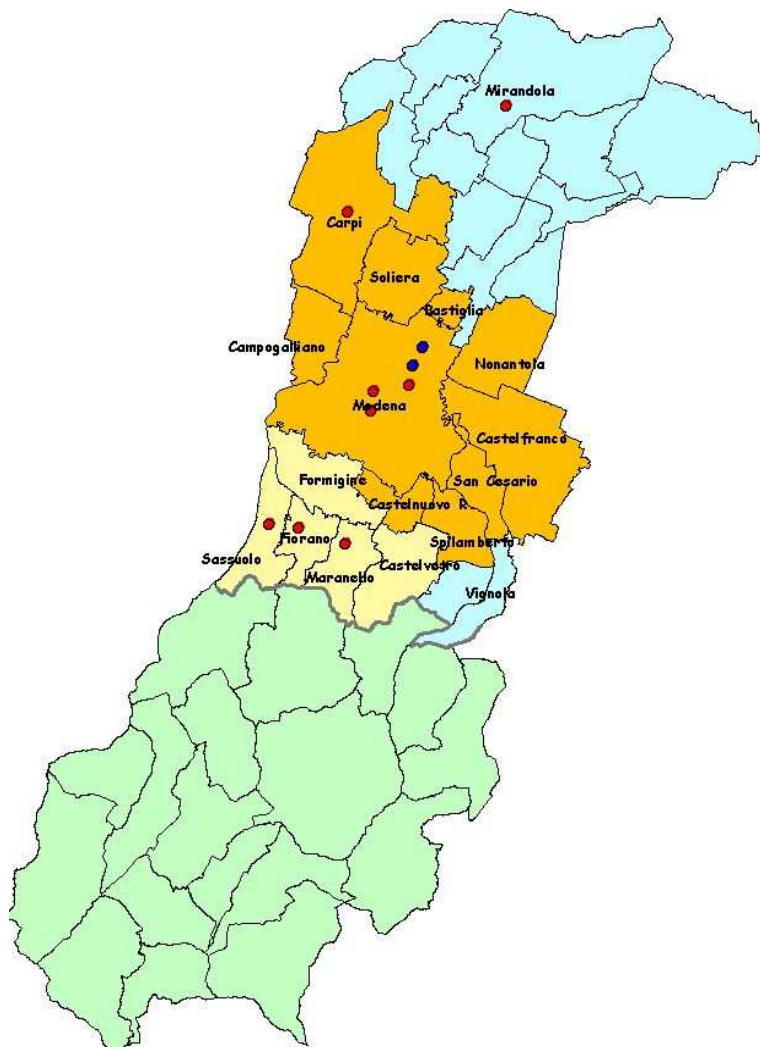 Mirandola
Carpi
Soliera
Bastiglia
Campogalliano
Nonantola
Modena
Castelfranco
Formigine
San Cesario
Castelnuovo R.
Fiorano
Spilamberto
Sassuolo
Castelvetro
Maranello
Vignola